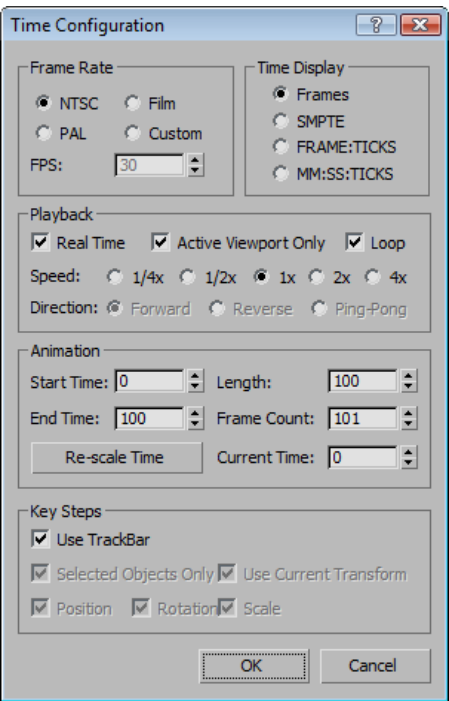 Time Configuration ?
Frame Rate
NTSC Film
PAL Custom
FPS: 30
Time Display
Frames
SMPTE
FRAME:TICKS
MM:SS:TICKS
Playback
Real Time Active Viewport Only Loop
Speed: 1/4x 1/2x 1x 2x 4x
Direction: Forward Reverse Ping-Pong
Animation
Start Time: 0 Length: 100
End Time: 100 Frame Count: 101
Re-scale Time Current Time: 0
Key Steps
Use TrackBar
Selected Objects Only Use Current Transform
Position Rotation Scale
OK Cancel